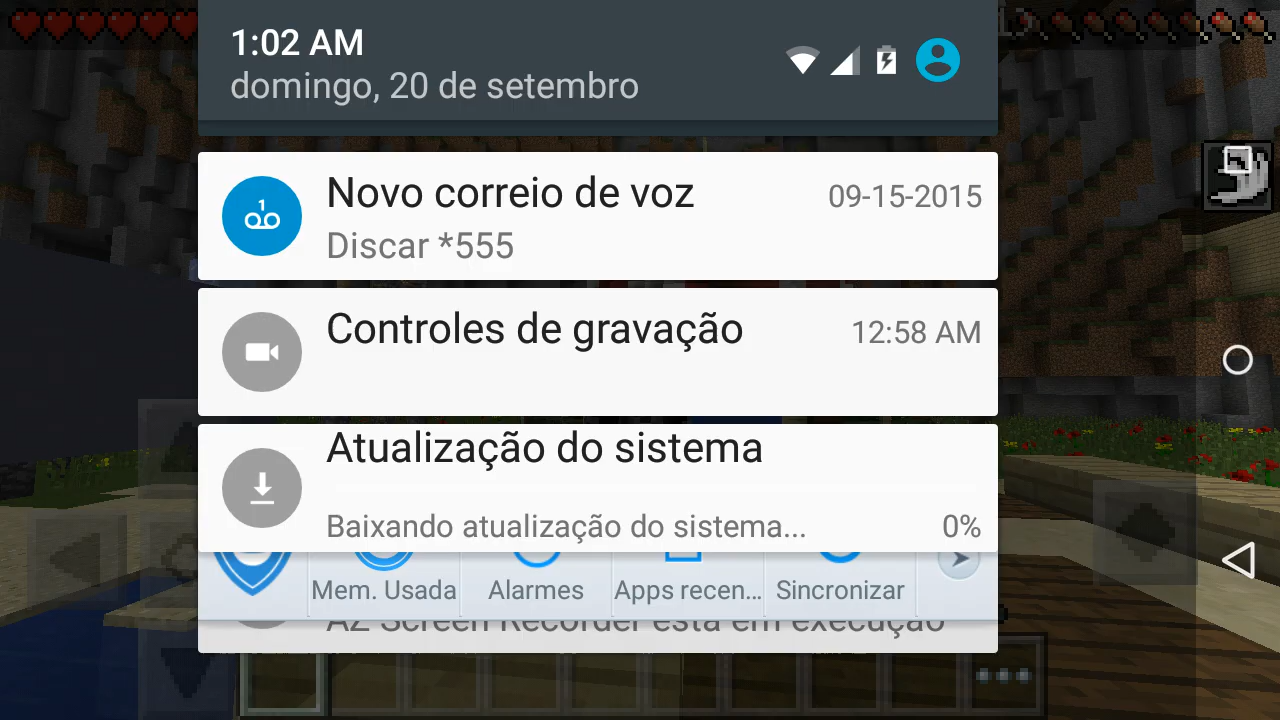 1:02 AM
domingo, 20 de setembro
1
Novo correio de voz 09-15-2015
Discar *555
Controles de gravação 12:58 AM
Atualização do sistema
Baixando atualização do sistema... 0%
Mem. Usada Alarmes Apps recen... Sincronizar
AZ Screen Recorder está em execução